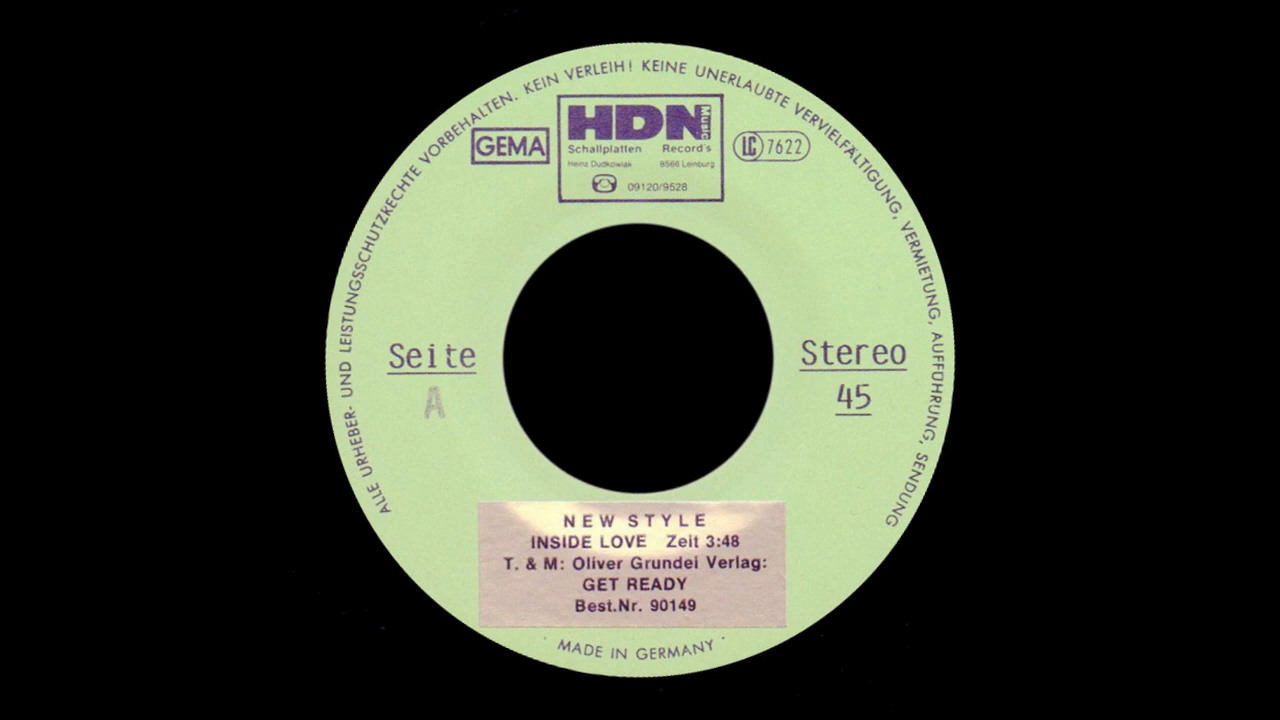 ALLE URHEBER- UND LEISTUNGSSCHUTZKECHTE VORBEHALTEN. KEIN VERLEIH! KEINE UNERLAUBTE VERVIELFÄLTIGUNG, VERMIETUNG, AUFFÜHRUNG, SENDUNG
GEMA
HDN Music
Schallplatten Record's
Heinz Dudkowiak 8566 Leinburg
09120/9528
LC 7622
Seite
A
Stereo
45
NEW STYLE
INSIDE LOVE Zeit 3:48
T. & M: Oliver Grundei Verlag:
GET READY
Best.Nr. 90149
MADE IN GERMANY